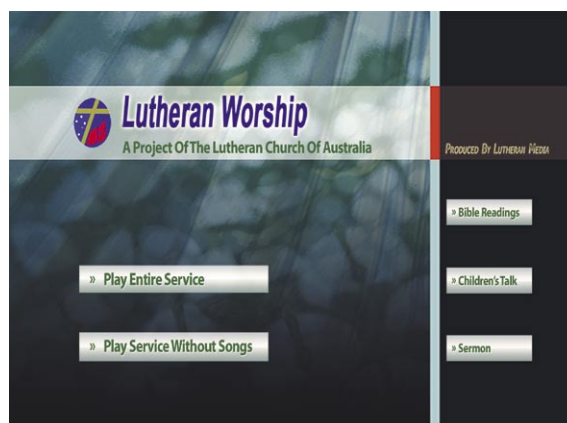 Lutheran Worship
A Project Of The Lutheran Church Of Australia
Produced By Lutheran Media
» Bible Readings
» Play Entire Service
» Children's Talk
» Play Service Without Songs
» Sermon